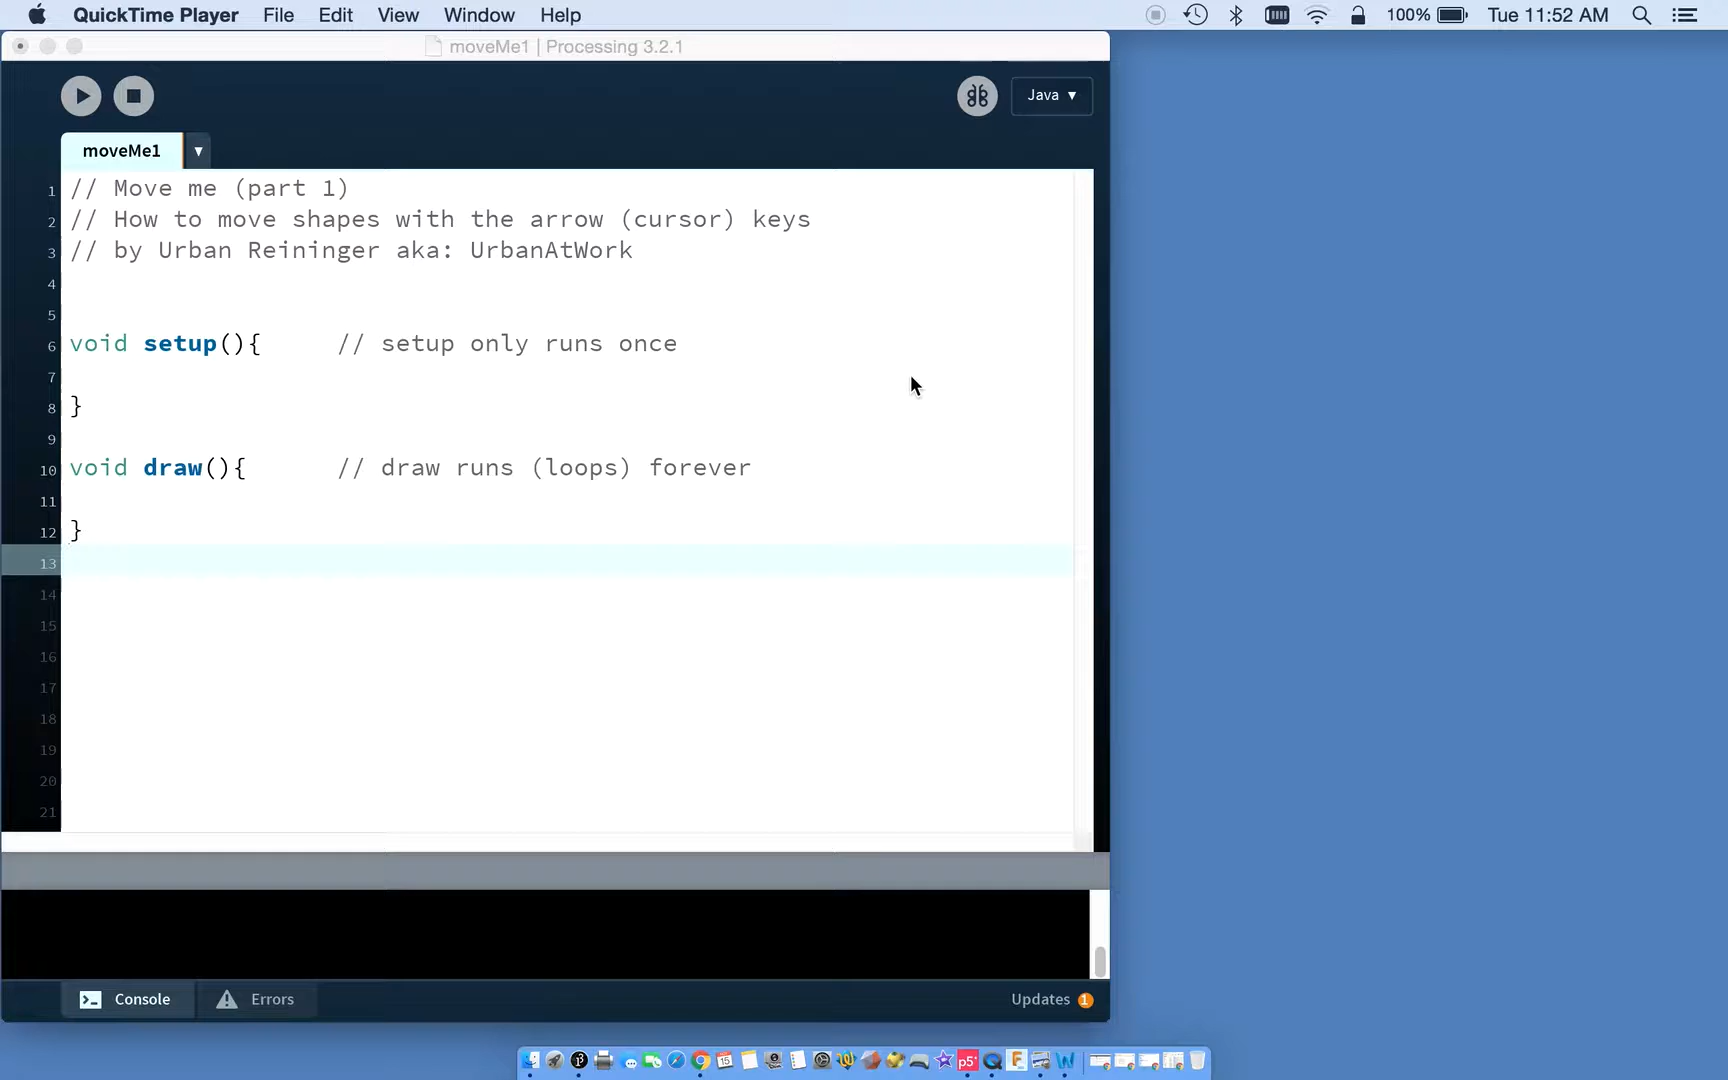 QuickTime Player File Edit View Window Help 100% Tue 11:52 AM
moveMe1 | Processing 3.2.1
Java ▼
moveMe1 ▼
1 // Move me (part 1)
2 // How to move shapes with the arrow (cursor) keys
3 // by Urban Reininger aka: UrbanAtWork
4
5
6 void setup(){ // setup only runs once
7
8 }
9
10 void draw(){ // draw runs (loops) forever
11
12 }
13
14
15
16
17
18
19
20
21
Console Errors Updates 1
15 p5*